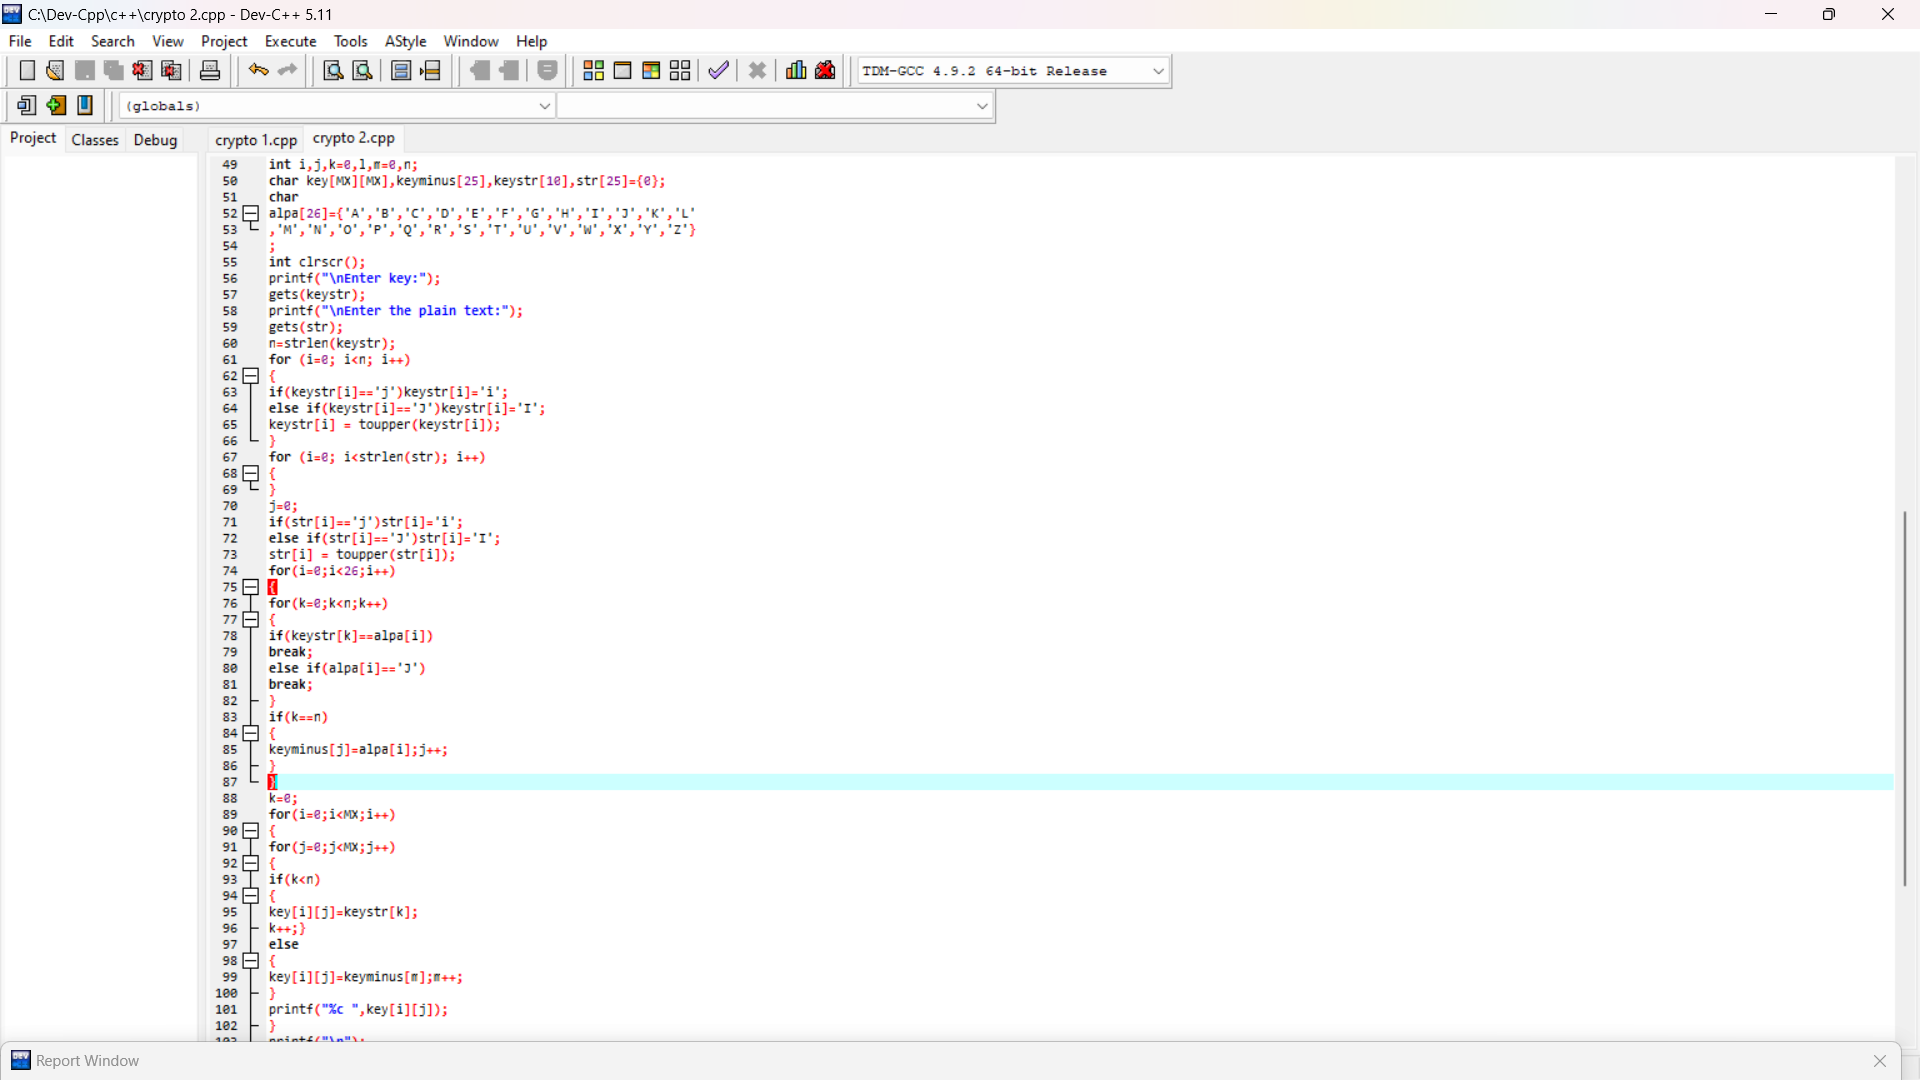 C:\Dev-Cpp\c++\crypto 2.cpp - Dev-C++ 5.11
File Edit Search View Project Execute Tools AStyle Window Help
TDM-GCC 4.9.2 64-bit Release
(globals)
Project Classes Debug crypto 1.cpp crypto 2.cpp
49 int i,j,k=0,l,m=0,n;
50 char key[MX][MX],keyminus[25],keystr[10],str[25]={0};
51 char
52 alpa[26]={'A','B','C','D','E','F','G','H','I','J','K','L'
53 ,'M','N','O','P','Q','R','S','T','U','V','W','X','Y','Z'}
54 ;
55 int clrscr();
56 printf("\nEnter key:");
57 gets(keystr);
58 printf("\nEnter the plain text:");
59 gets(str);
60 n=strlen(keystr);
61 for (i=0; i<n; i++)
62 {
63 if(keystr[i]=='j')keystr[i]='i';
64 else if(keystr[i]=='J')keystr[i]='I';
65 keystr[i] = toupper(keystr[i]);
66 }
67 for (i=0; i<strlen(str); i++)
68 {
69 }
70 j=0;
71 if(str[i]=='j')str[i]='i';
72 else if(str[i]=='J')str[i]='I';
73 str[i] = toupper(str[i]);
74 for(i=0;i<26;i++)
75 {
76 for(k=0;k<n;k++)
77 {
78 if(keystr[k]==alpa[i])
79 break;
80 else if(alpa[i]=='J')
81 break;
82 }
83 if(k==n)
84 {
85 keyminus[j]=alpa[i];j++;
86 }
87 }
88 k=0;
89 for(i=0;i<MX;i++)
90 {
91 for(j=0;j<MX;j++)
92 {
93 if(k<n)
94 {
95 key[i][j]=keystr[k];
96 k++;}
97 else
98 {
99 key[i][j]=keyminus[m];m++;
100 }
101 printf("%c ",key[i][j]);
102 }
103 printf("\n");
Report Window